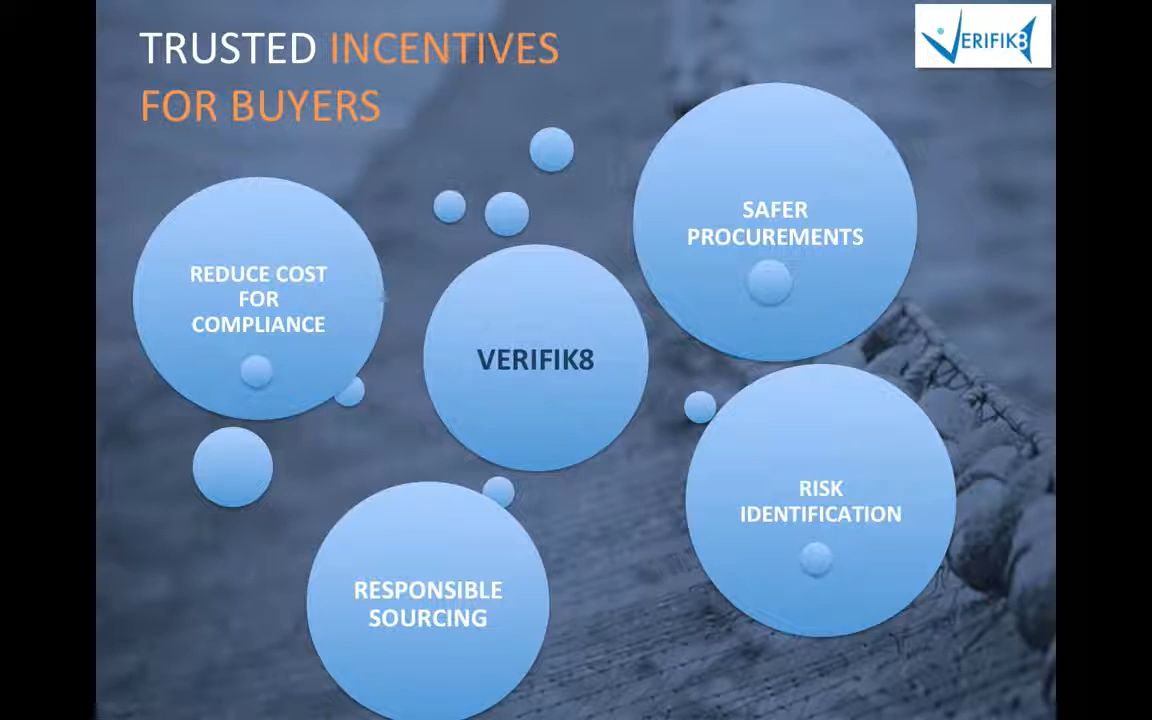 TRUSTED INCENTIVES
FOR BUYERS
VERIFIK8
SAFER
PROCUREMENTS
REDUCE COST
FOR
COMPLIANCE
VERIFIK8
RISK
IDENTIFICATION
RESPONSIBLE
SOURCING